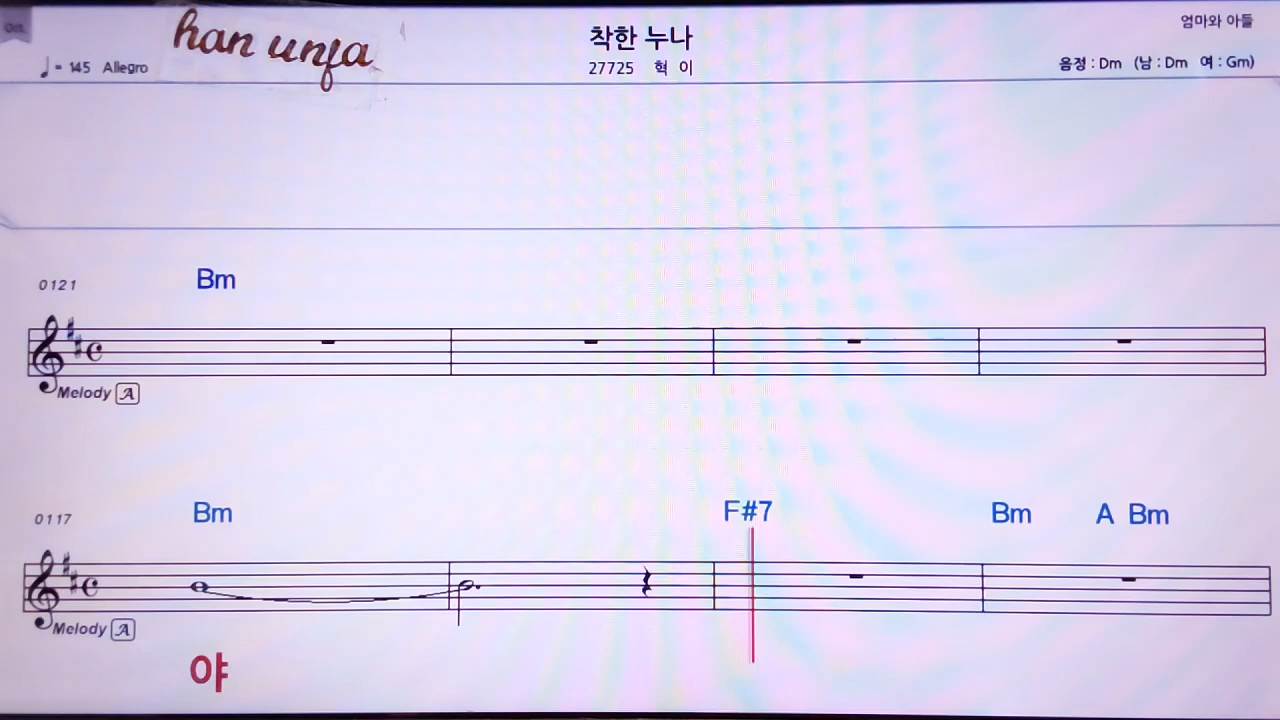 han unfa
착한 누나
엄마와 아들
♩= 145 Allegro
27725 혁 이
음정 : Dm (남 : Dm 여 : Gm)
0121
Bm
Melody A
0117
Bm F#7 Bm A Bm
Melody A
야